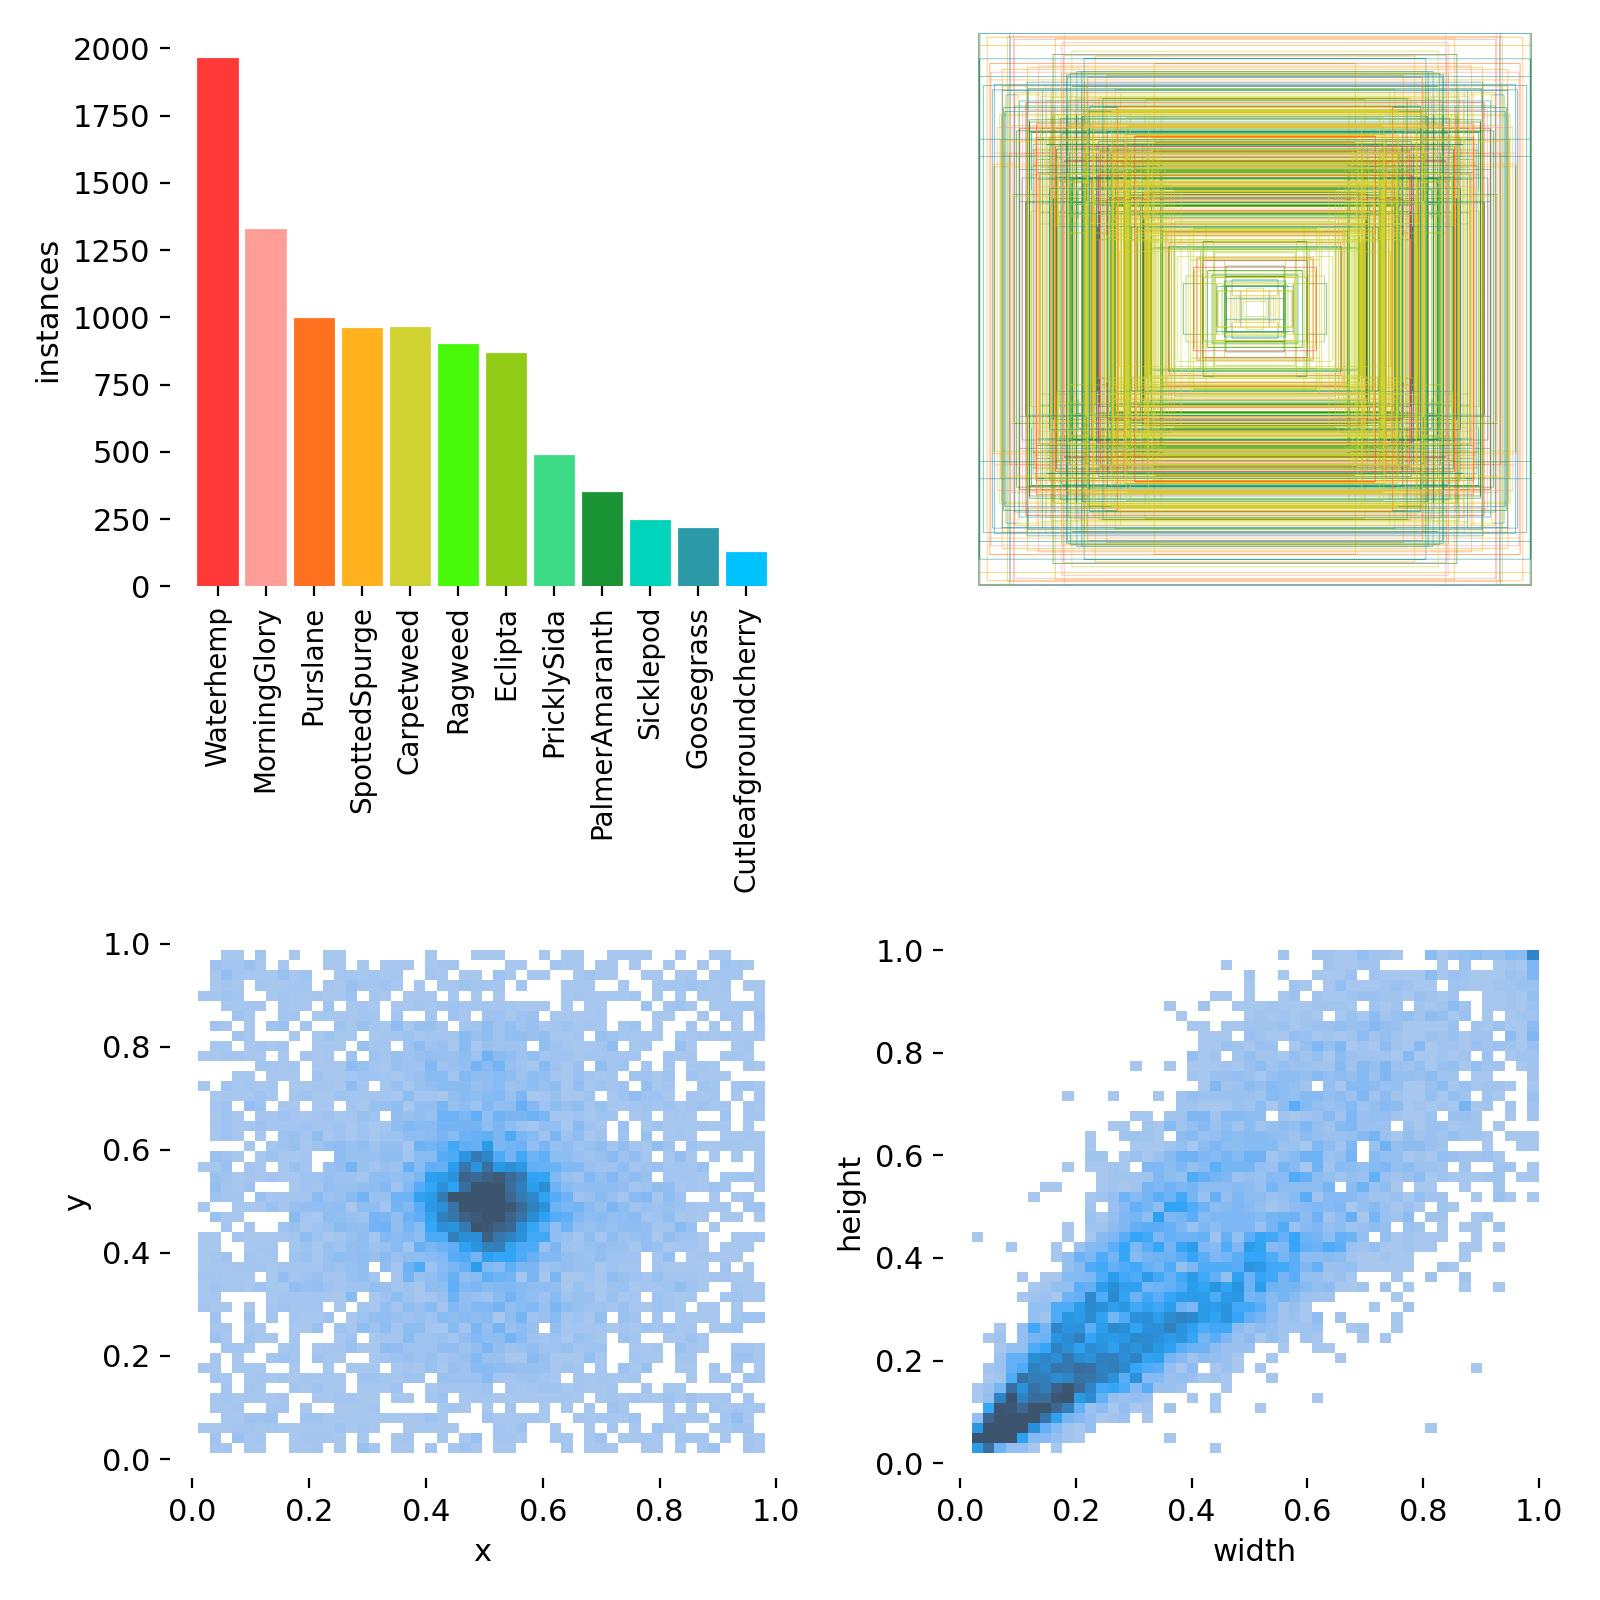 2000
1750
1500
1250
1000
750
500
250
0
instances
Waterhemp
MorningGlory
Purslane
SpottedSpurge
Carpetweed
Ragweed
Eclipta
PricklySida
PalmerAmaranth
Sicklepod
Goosegrass
Cutleafgroundcherry
1.0
0.8
0.6
0.4
0.2
0.0
y
0.0 0.2 0.4 0.6 0.8 1.0
x
1.0
0.8
0.6
0.4
0.2
0.0
height
0.0 0.2 0.4 0.6 0.8 1.0
width